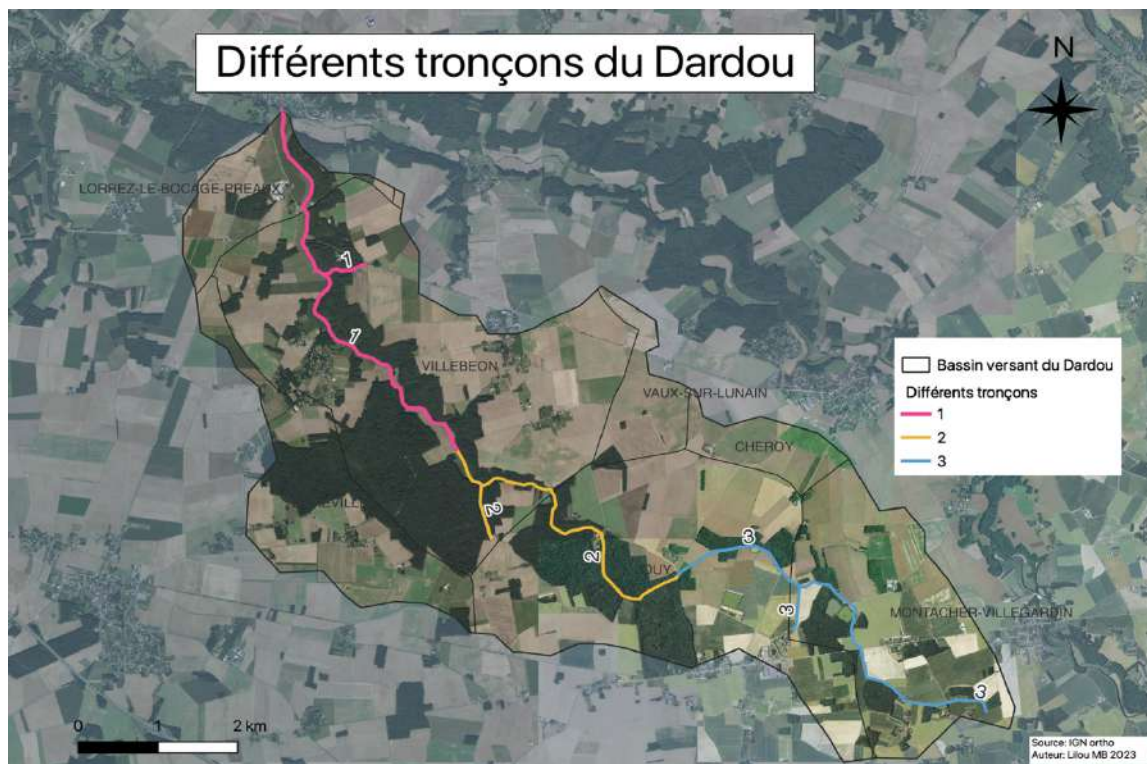 Différents tronçons du Dardou
N
LORREZ-LE-BOCAGE-PREAUX
1
1
VILLEBEON
VAUX-SUR-LUNAIN
CHEROY
Bassin versant du Dardou
Différents tronçons
1
2
3
2
2
3
3
MONTACHER-VILLEGARDIN
3
0 1 2 km
Source: IGN ortho
Auteur: Lilou MB 2023